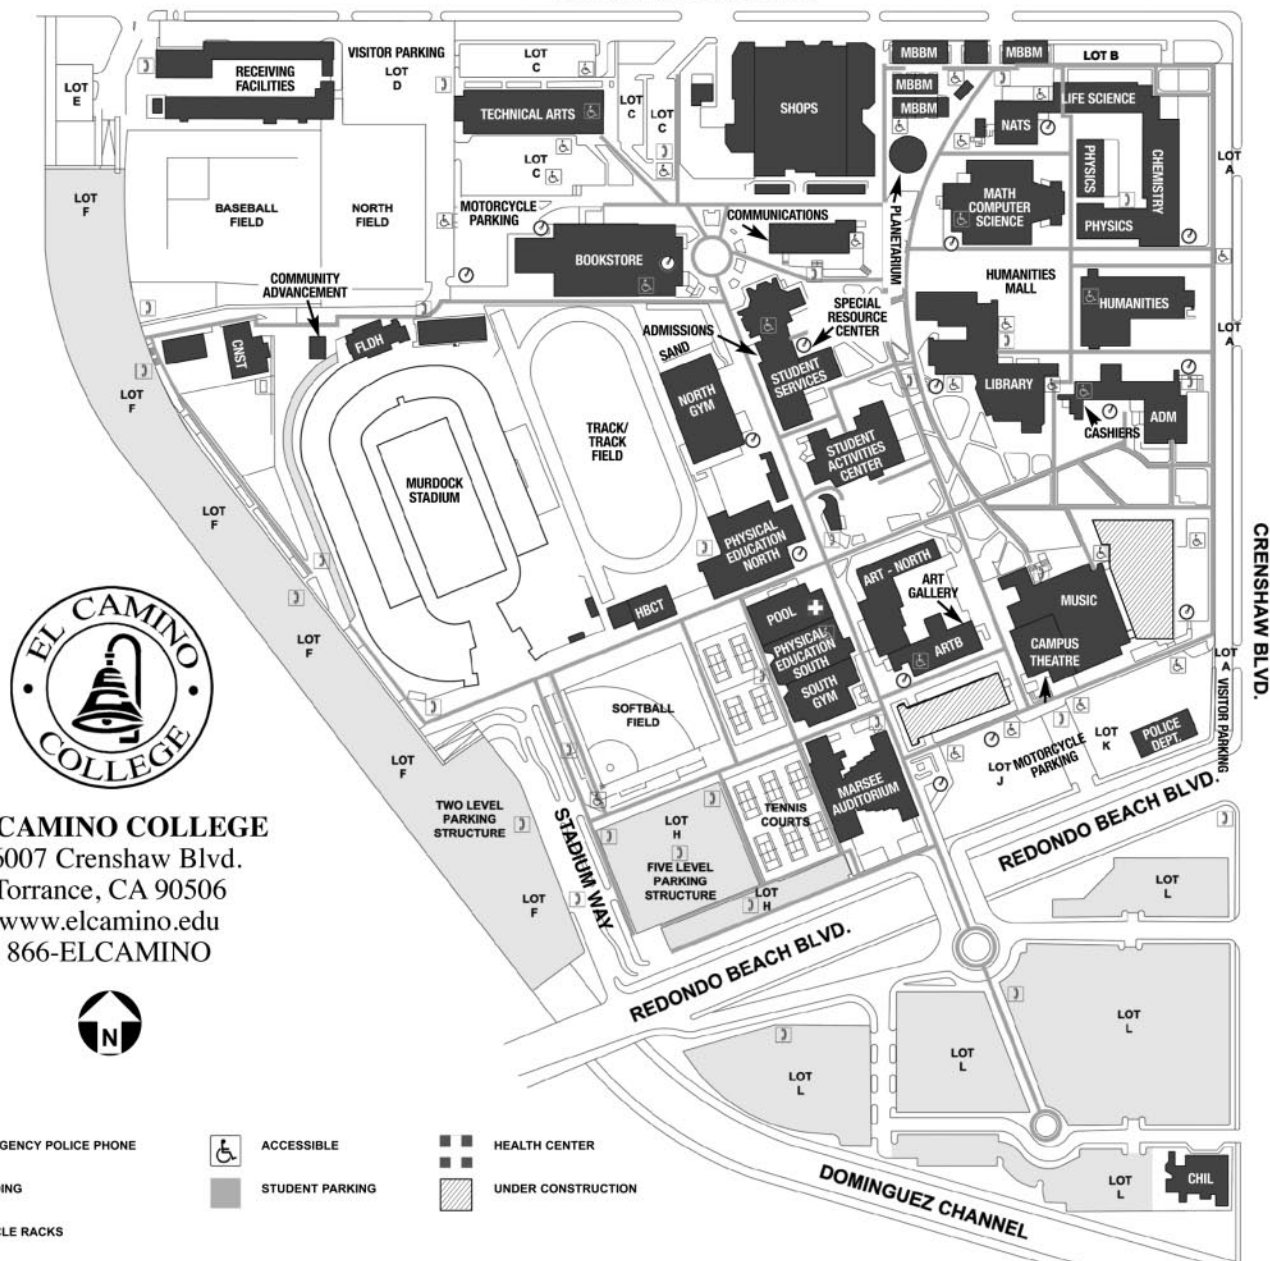 VISITOR PARKING
LOT
D
LOT
C
MBBM
MBBM
LOT B
LOT
E
RECEIVING
FACILITIES
TECHNICAL ARTS
LOT
C
LOT
C
SHOPS
MBBM
MBBM
LIFE SCIENCE
NATS
LOT
C
PHYSICS
CHEMISTRY
LOT
A
LOT
F
BASEBALL
FIELD
NORTH
FIELD
MOTORCYCLE
PARKING
COMMUNICATIONS
PLANETARIUM
MATH
COMPUTER
SCIENCE
PHYSICS
BOOKSTORE
COMMUNITY
ADVANCEMENT
HUMANITIES
MALL
HUMANITIES
SPECIAL
RESOURCE
CENTER
ADMISSIONS
LOT
A
CNST
FLDH
SAND
STUDENT
SERVICES
LIBRARY
NORTH
GYM
LOT
F
CASHIERS
ADM
TRACK/
TRACK
FIELD
STUDENT
ACTIVITIES
CENTER
MURDOCK
STADIUM
LOT
F
PHYSICAL
EDUCATION
NORTH
CRENSHAW BLVD.
ART - NORTH
ART
GALLERY
HBCT
POOL
MUSIC
EL CAMINO
COLLEGE
LOT
F
PHYSICAL
EDUCATION
SOUTH
ARTB
CAMPUS
THEATRE
LOT
A VISITOR PARKING
SOUTH
GYM
SOFTBALL
FIELD
LOT
K
POLICE
DEPT.
LOT
F
LOT
J
MOTORCYCLE
PARKING
MARSEE
AUDITORIUM
TWO LEVEL
PARKING
STRUCTURE
STADIUM WAY
LOT
H
TENNIS
COURTS
REDONDO BEACH BLVD.
CAMINO COLLEGE
6007 Crenshaw Blvd.
Torrance, CA 90506
www.elcamino.edu
866-ELCAMINO
FIVE LEVEL
PARKING
STRUCTURE
LOT
H
LOT
F
LOT
L
REDONDO BEACH BLVD.
N
LOT
L
LOT
L
LOT
L
GENCY POLICE PHONE
ACCESSIBLE
HEALTH CENTER
DING
STUDENT PARKING
UNDER CONSTRUCTION
CLE RACKS
DOMINGUEZ CHANNEL
LOT
L
CHIL